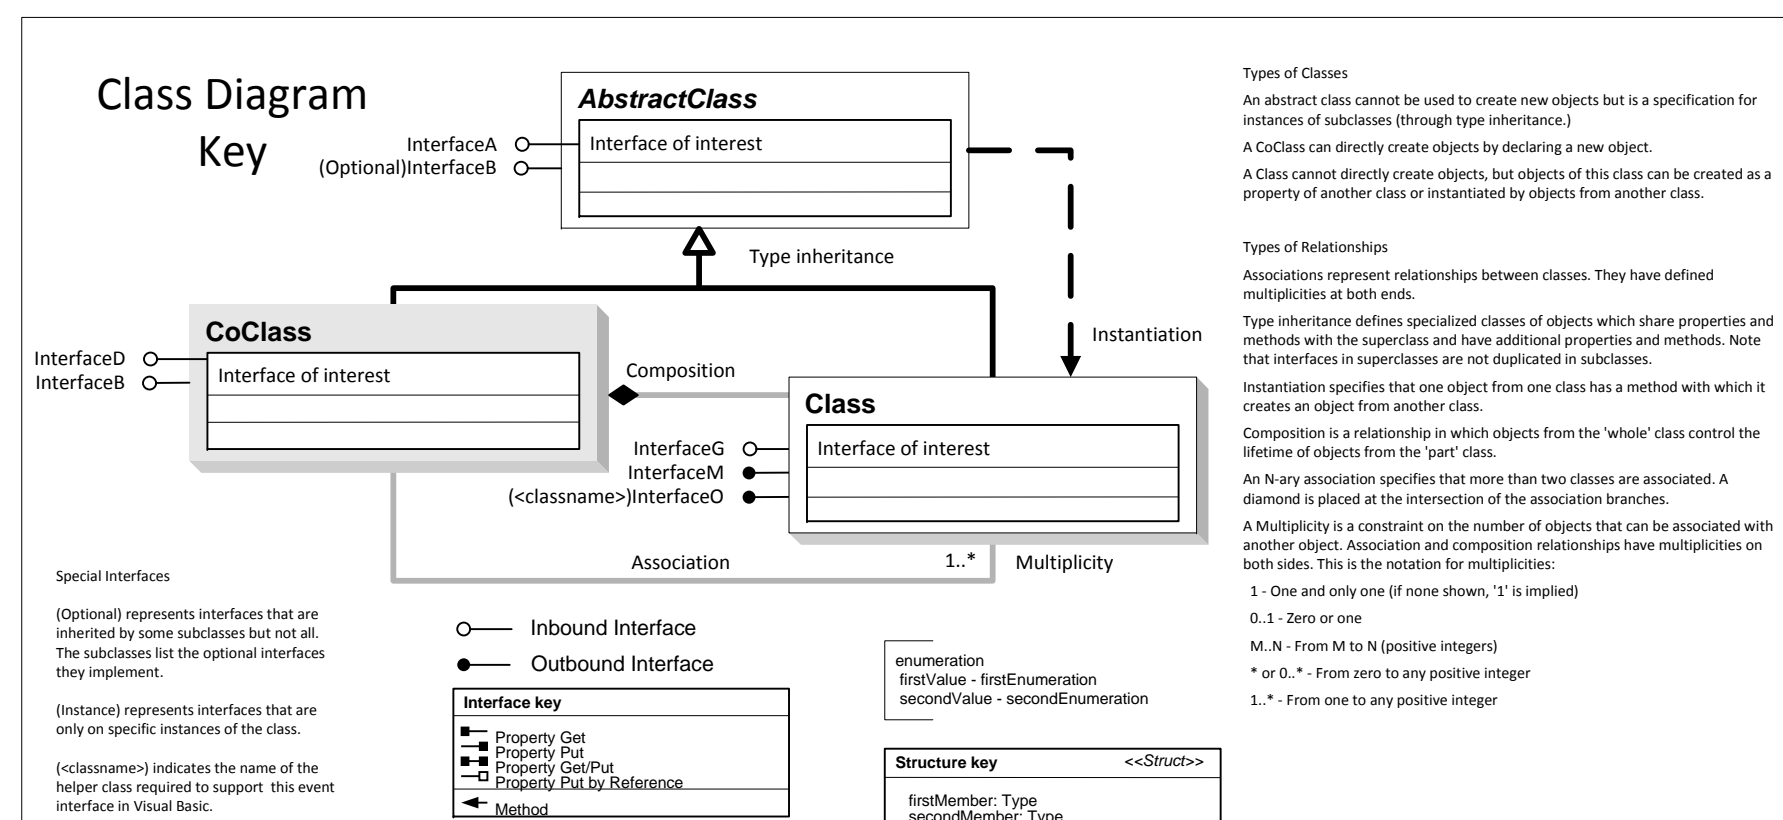 Class Diagram
Key
AbstractClass
Interface of interest
InterfaceA
(Optional)InterfaceB
Type inheritance
Instantiation
CoClass
Interface of interest
InterfaceD
InterfaceB
Composition
Class
Interface of interest
InterfaceG
InterfaceM
(<classname>)InterfaceO
Association
1..*
Multiplicity
Special Interfaces
(Optional) represents interfaces that are
inherited by some subclasses but not all.
The subclasses list the optional interfaces
they implement.
(Instance) represents interfaces that are
only on specific instances of the class.
(<classname>) indicates the name of the
helper class required to support  this event
interface in Visual Basic.
Inbound Interface
Outbound Interface
Interface key
Property Get
Property Put
Property Get/Put
Property Put by Reference
Method
enumeration
firstValue - firstEnumeration
secondValue - secondEnumeration
Structure key <<Struct>>
firstMember: Type
secondMember: Type
Types of Classes
An abstract class cannot be used to create new objects but is a specification for
instances of subclasses (through type inheritance.)
A CoClass can directly create objects by declaring a new object.
A Class cannot directly create objects, but objects of this class can be created as a
property of another class or instantiated by objects from another class.
Types of Relationships
Associations represent relationships between classes. They have defined
multiplicities at both ends.
Type inheritance defines specialized classes of objects which share properties and
methods with the superclass and have additional properties and methods. Note
that interfaces in superclasses are not duplicated in subclasses.
Instantiation specifies that one object from one class has a method with which it
creates an object from another class.
Composition is a relationship in which objects from the 'whole' class control the
lifetime of objects from the 'part' class.
An N-ary association specifies that more than two classes are associated. A
diamond is placed at the intersection of the association branches.
A Multiplicity is a constraint on the number of objects that can be associated with
another object. Association and composition relationships have multiplicities on
both sides. This is the notation for multiplicities:
1 - One and only one (if none shown, '1' is implied)
0..1 - Zero or one
M..N - From M to N (positive integers)
* or 0..* - From zero to any positive integer
1..* - From one to any positive integer